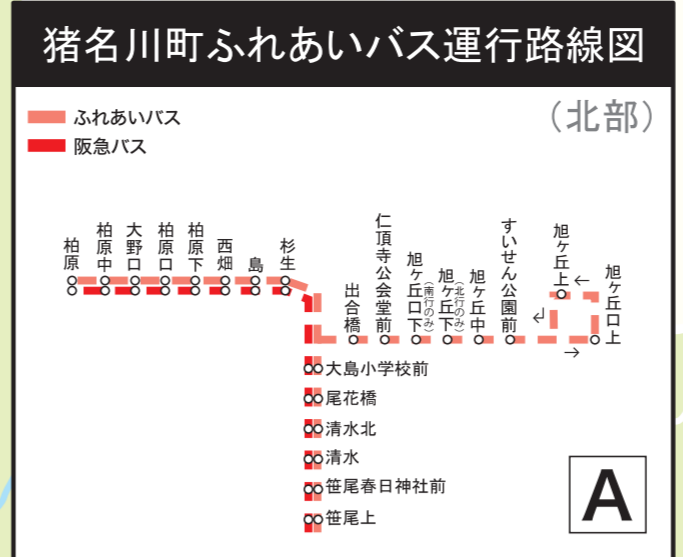 猪名川町ふれあいバス運行路線図
（北部）
ふれあいバス
阪急バス
柏原
柏原中
大野口
柏原口
柏原下
西畑
島
杉生
出合橋
仁頂寺公会堂前
旭ヶ丘口下（南行のみ）
旭ヶ丘下（北行のみ）
旭ヶ丘中
すいせん公園前
旭ヶ丘上
旭ヶ丘口上
大島小学校前
尾花橋
清水北
清水
笹尾春日神社前
笹尾上
A